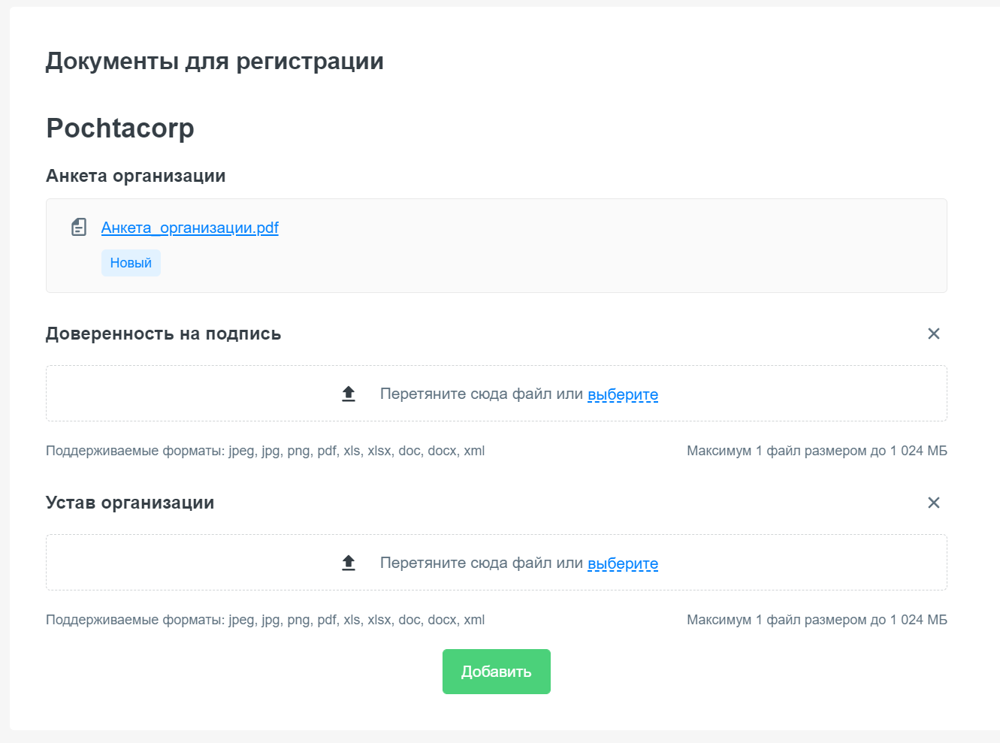 Документы для регистрации
Pochtacorp
Анкета организации
Анкета_организации.pdf
Новый
Доверенность на подпись
Перетяните сюда файл или выберите
Поддерживаемые форматы: jpeg, jpg, png, pdf, xls, xlsx, doc, docx, xml
Максимум 1 файл размером до 1 024 МБ
Устав организации
Перетяните сюда файл или выберите
Поддерживаемые форматы: jpeg, jpg, png, pdf, xls, xlsx, doc, docx, xml
Максимум 1 файл размером до 1 024 МБ
Добавить